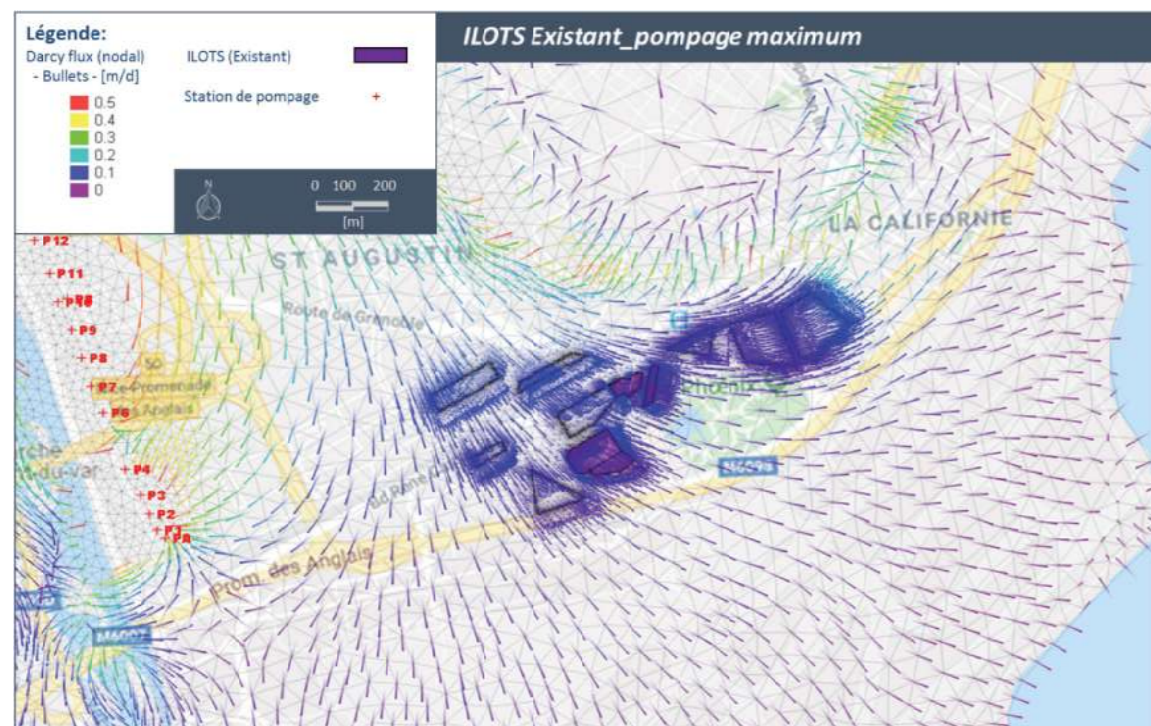 Légende:
Darcy flux (nodal)
- Bullets - [m/d]
0.5
0.4
0.3
0.2
0.1
0
ILOTS (Existant)
Station de pompage
N
0 100 200
[m]
ILOTS Existant_pompage maximum
LA CALIFORNIE
ST AUGUSTIN
Route de Grenoble
P12
P11
P10
P9
P8
P7
P6
P4
P3
P2
Promenade
Anglais
Phoenix
M6098
Prom. des Anglais
M6007